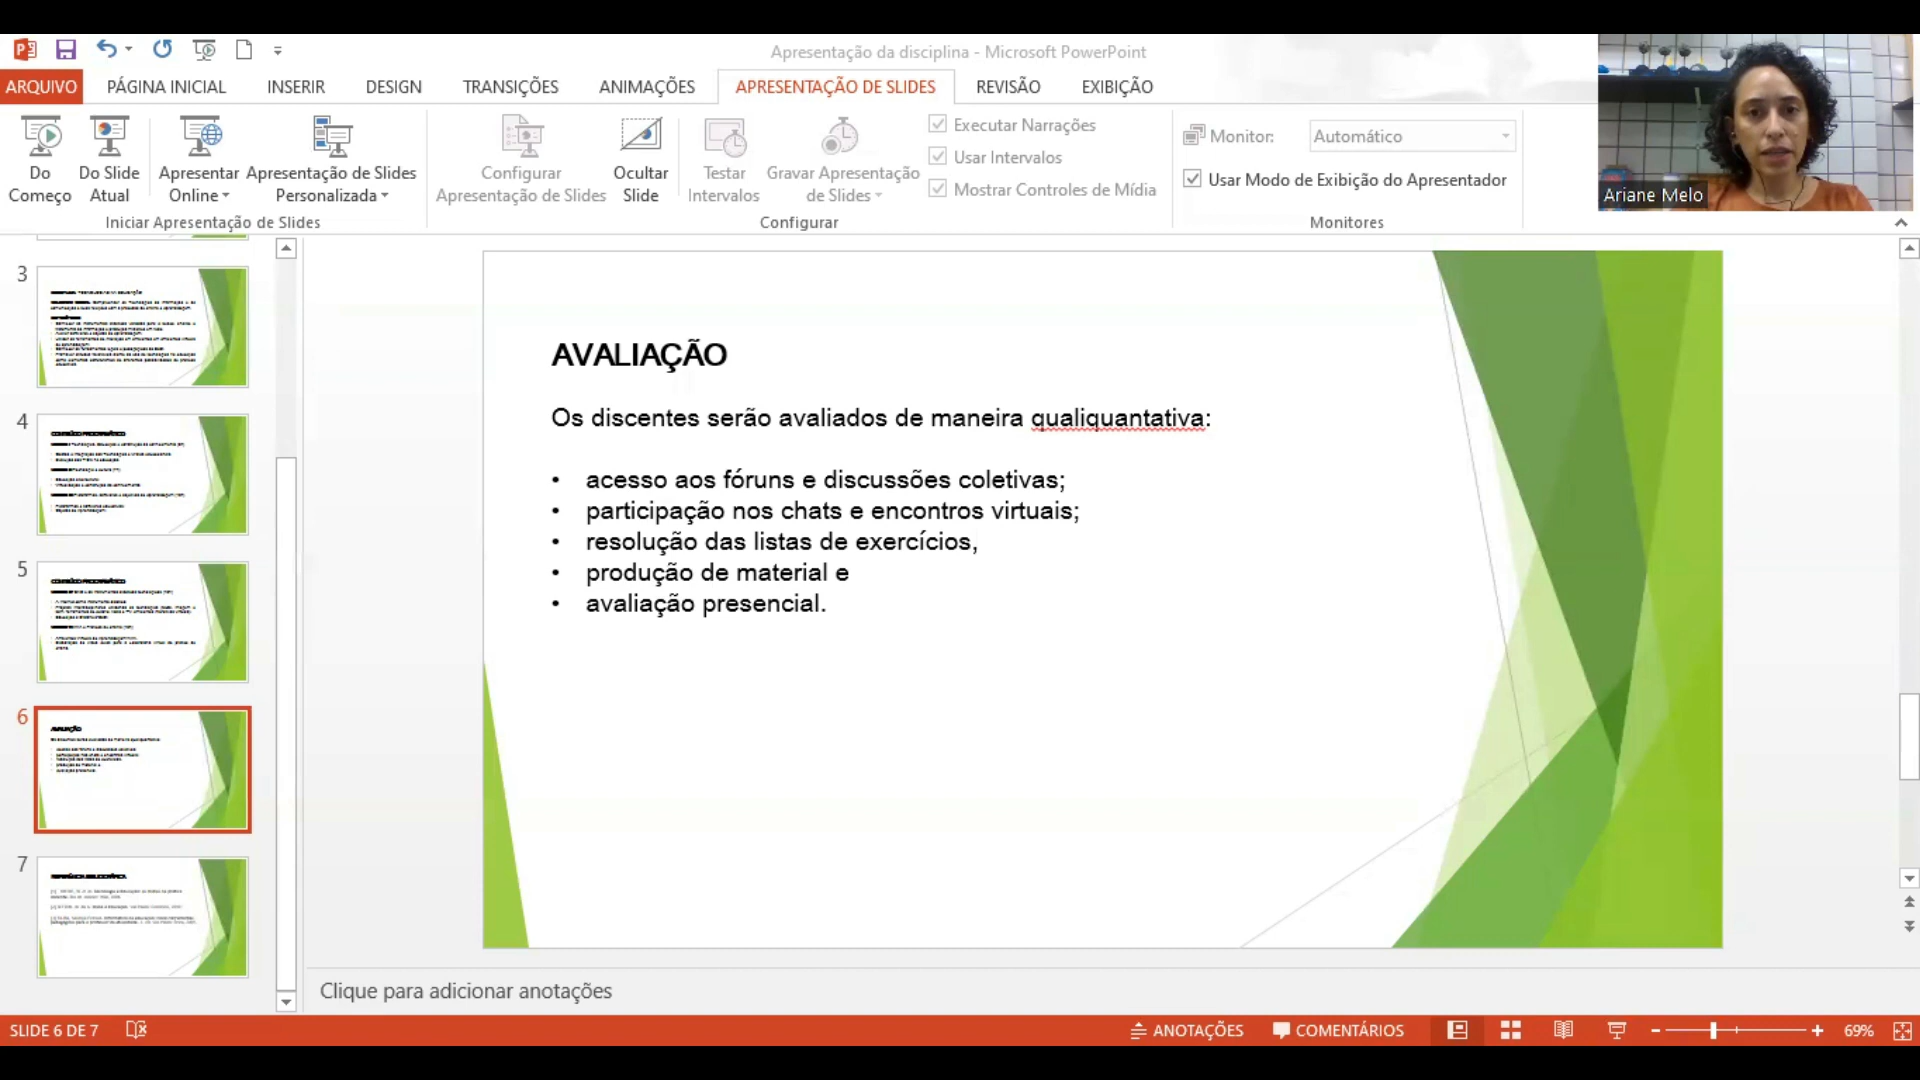 Apresentação da disciplina - Microsoft PowerPoint
ARQUIVO PÁGINA INICIAL INSERIR DESIGN TRANSIÇÕES ANIMAÇÕES APRESENTAÇÃO DE SLIDES REVISÃO EXIBIÇÃO
Do Começo
Do Slide Atual
Apresentar Online
Apresentação de Slides Personalizada
Iniciar Apresentação de Slides
Configurar Apresentação de Slides
Ocultar Slide
Testar Intervalos
Gravar Apresentação de Slides
Executar Narrações
Usar Intervalos
Mostrar Controles de Mídia
Configurar
Monitor: Automático
Usar Modo de Exibição do Apresentador
Monitores
Ariane Melo
3
4
5
6
7
AVALIAÇÃO
Os discentes serão avaliados de maneira qualiquantativa:
• acesso aos fóruns e discussões coletivas;
• participação nos chats e encontros virtuais;
• resolução das listas de exercícios,
• produção de material e
• avaliação presencial.
Clique para adicionar anotações
SLIDE 6 DE 7 ANOTAÇÕES COMENTÁRIOS 69%